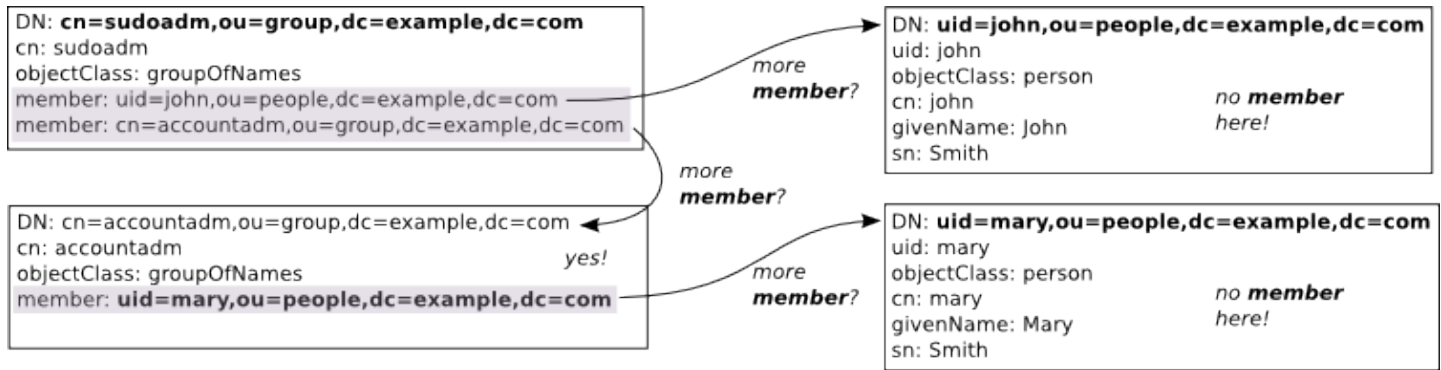 DN: cn=sudoadm,ou=group,dc=example,dc=com
cn: sudoadm
objectClass: groupOfNames
member: uid=john,ou=people,dc=example,dc=com
member: cn=accountadm,ou=group,dc=example,dc=com
more
member?
DN: uid=john,ou=people,dc=example,dc=com
uid: john
objectClass: person
cn: john
givenName: John
sn: Smith
no member
here!
more
member?
DN: cn=accountadm,ou=group,dc=example,dc=com
cn: accountadm
objectClass: groupOfNames
member: uid=mary,ou=people,dc=example,dc=com
yes!
more
member?
DN: uid=mary,ou=people,dc=example,dc=com
uid: mary
objectClass: person
cn: mary
givenName: Mary
sn: Smith
no member
here!